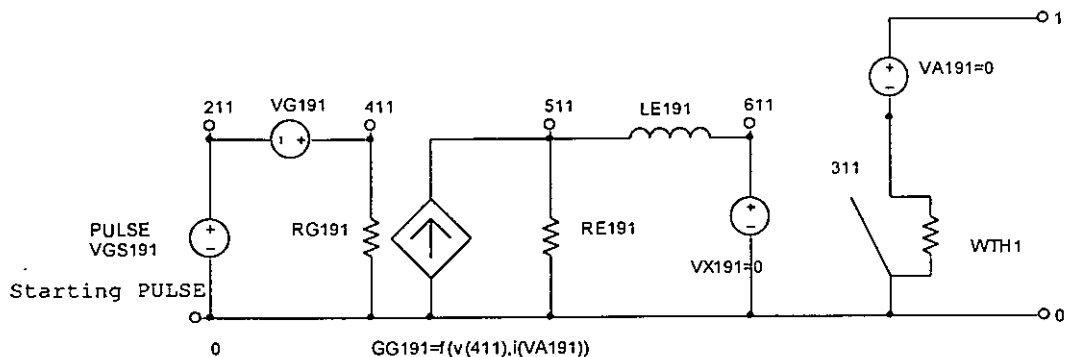 1
VA191=0
211
VG191
411
511
LE191
611
311
PULSE
VGS191
RG191
RE191
VX191=0
WTH1
Starting PULSE
0
GG191=f(v(411),i(VA191))
0